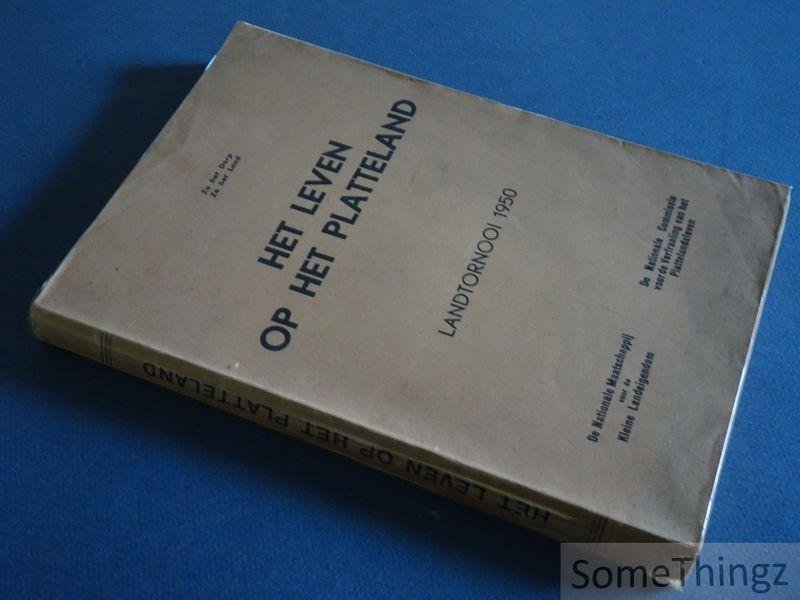 Zo het Dorp
Zo het Land
HET LEVEN
OP HET PLATTELAND
LANDTORNOOI 1950
De Nationale Maatschappij
voor de
Kleine Landeigendom
De Nationale Commissie
voor de Verfraaiing van het
Plattelandsleven
HET LEVEN OP HET PLATTELAND
SomeThingz